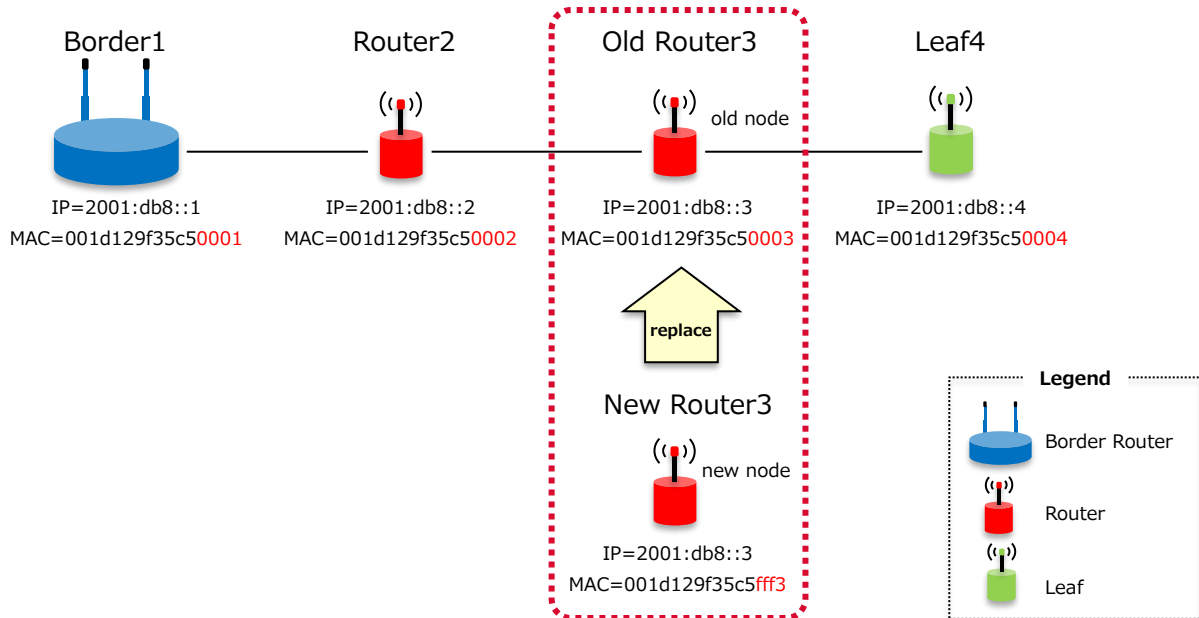 Border1
Router2
Old Router3
Leaf4
old node
IP=2001:db8::1
MAC=001d129f35c50001
IP=2001:db8::2
MAC=001d129f35c50002
IP=2001:db8::3
MAC=001d129f35c50003
IP=2001:db8::4
MAC=001d129f35c50004
replace
New Router3
new node
IP=2001:db8::3
MAC=001d129f35c5fff3
Legend
Border Router
Router
Leaf